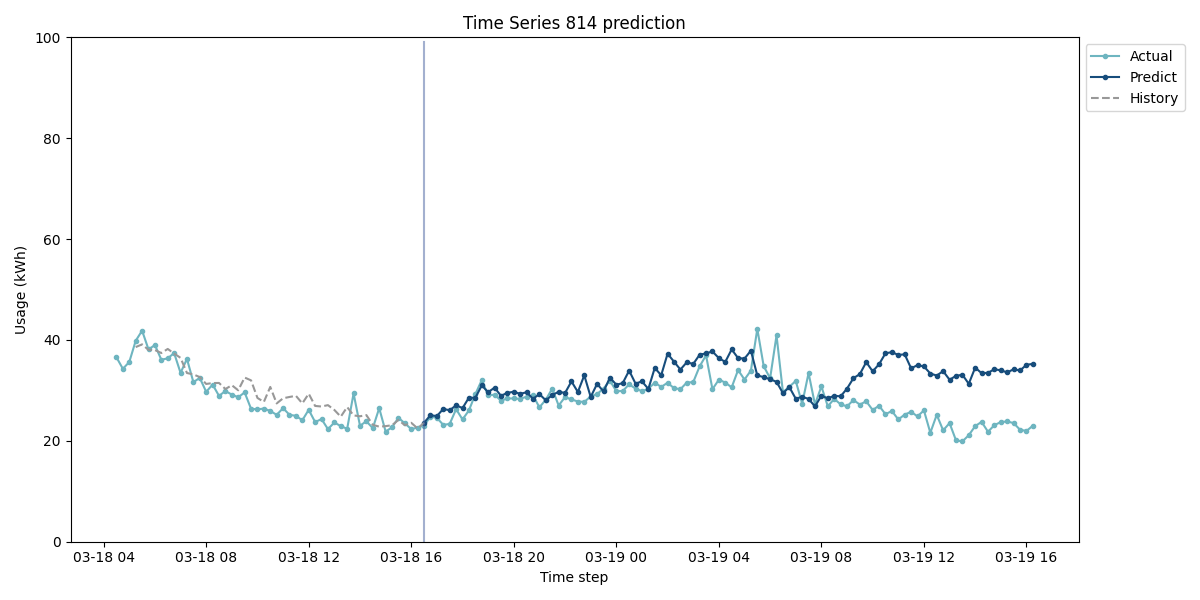 Time Series 814 prediction
100
80
60
40
20
0
Usage (kWh)
03-18 04
03-18 08
03-18 12
03-18 16
03-18 20
03-19 00
03-19 04
03-19 08
03-19 12
03-19 16
Time step
Actual
Predict
History